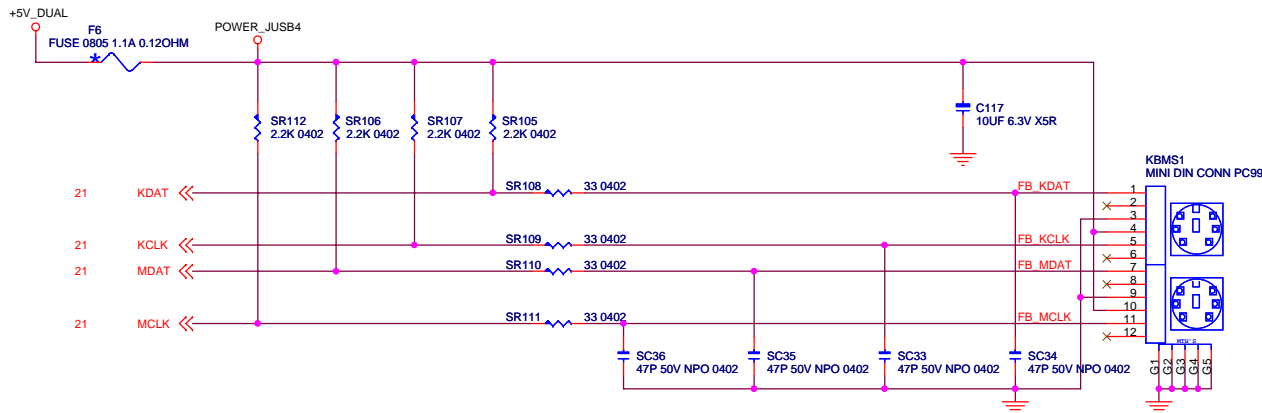 +5V_DUAL
F6
FUSE 0805 1.1A 0.12OHM
POWER_JUSB4
*
SR112
2.2K 0402
SR106
2.2K 0402
SR107
2.2K 0402
SR105
2.2K 0402
C117
10UF 6.3V X5R
KBMS1
MINI DIN CONN PC99
21 KDAT
SR108 33 0402
FB_KDAT
1
2
3
4
21 KCLK
SR109 33 0402
FB_KCLK
5
6
21 MDAT
SR110 33 0402
FB_MDAT
7
8
9
10
21 MCLK
SR111 33 0402
FB_MCLK
11
12
MTH'S
G1
G2
G3
G4
G5
SC36
47P 50V NPO 0402
SC35
47P 50V NPO 0402
SC33
47P 50V NPO 0402
SC34
47P 50V NPO 0402